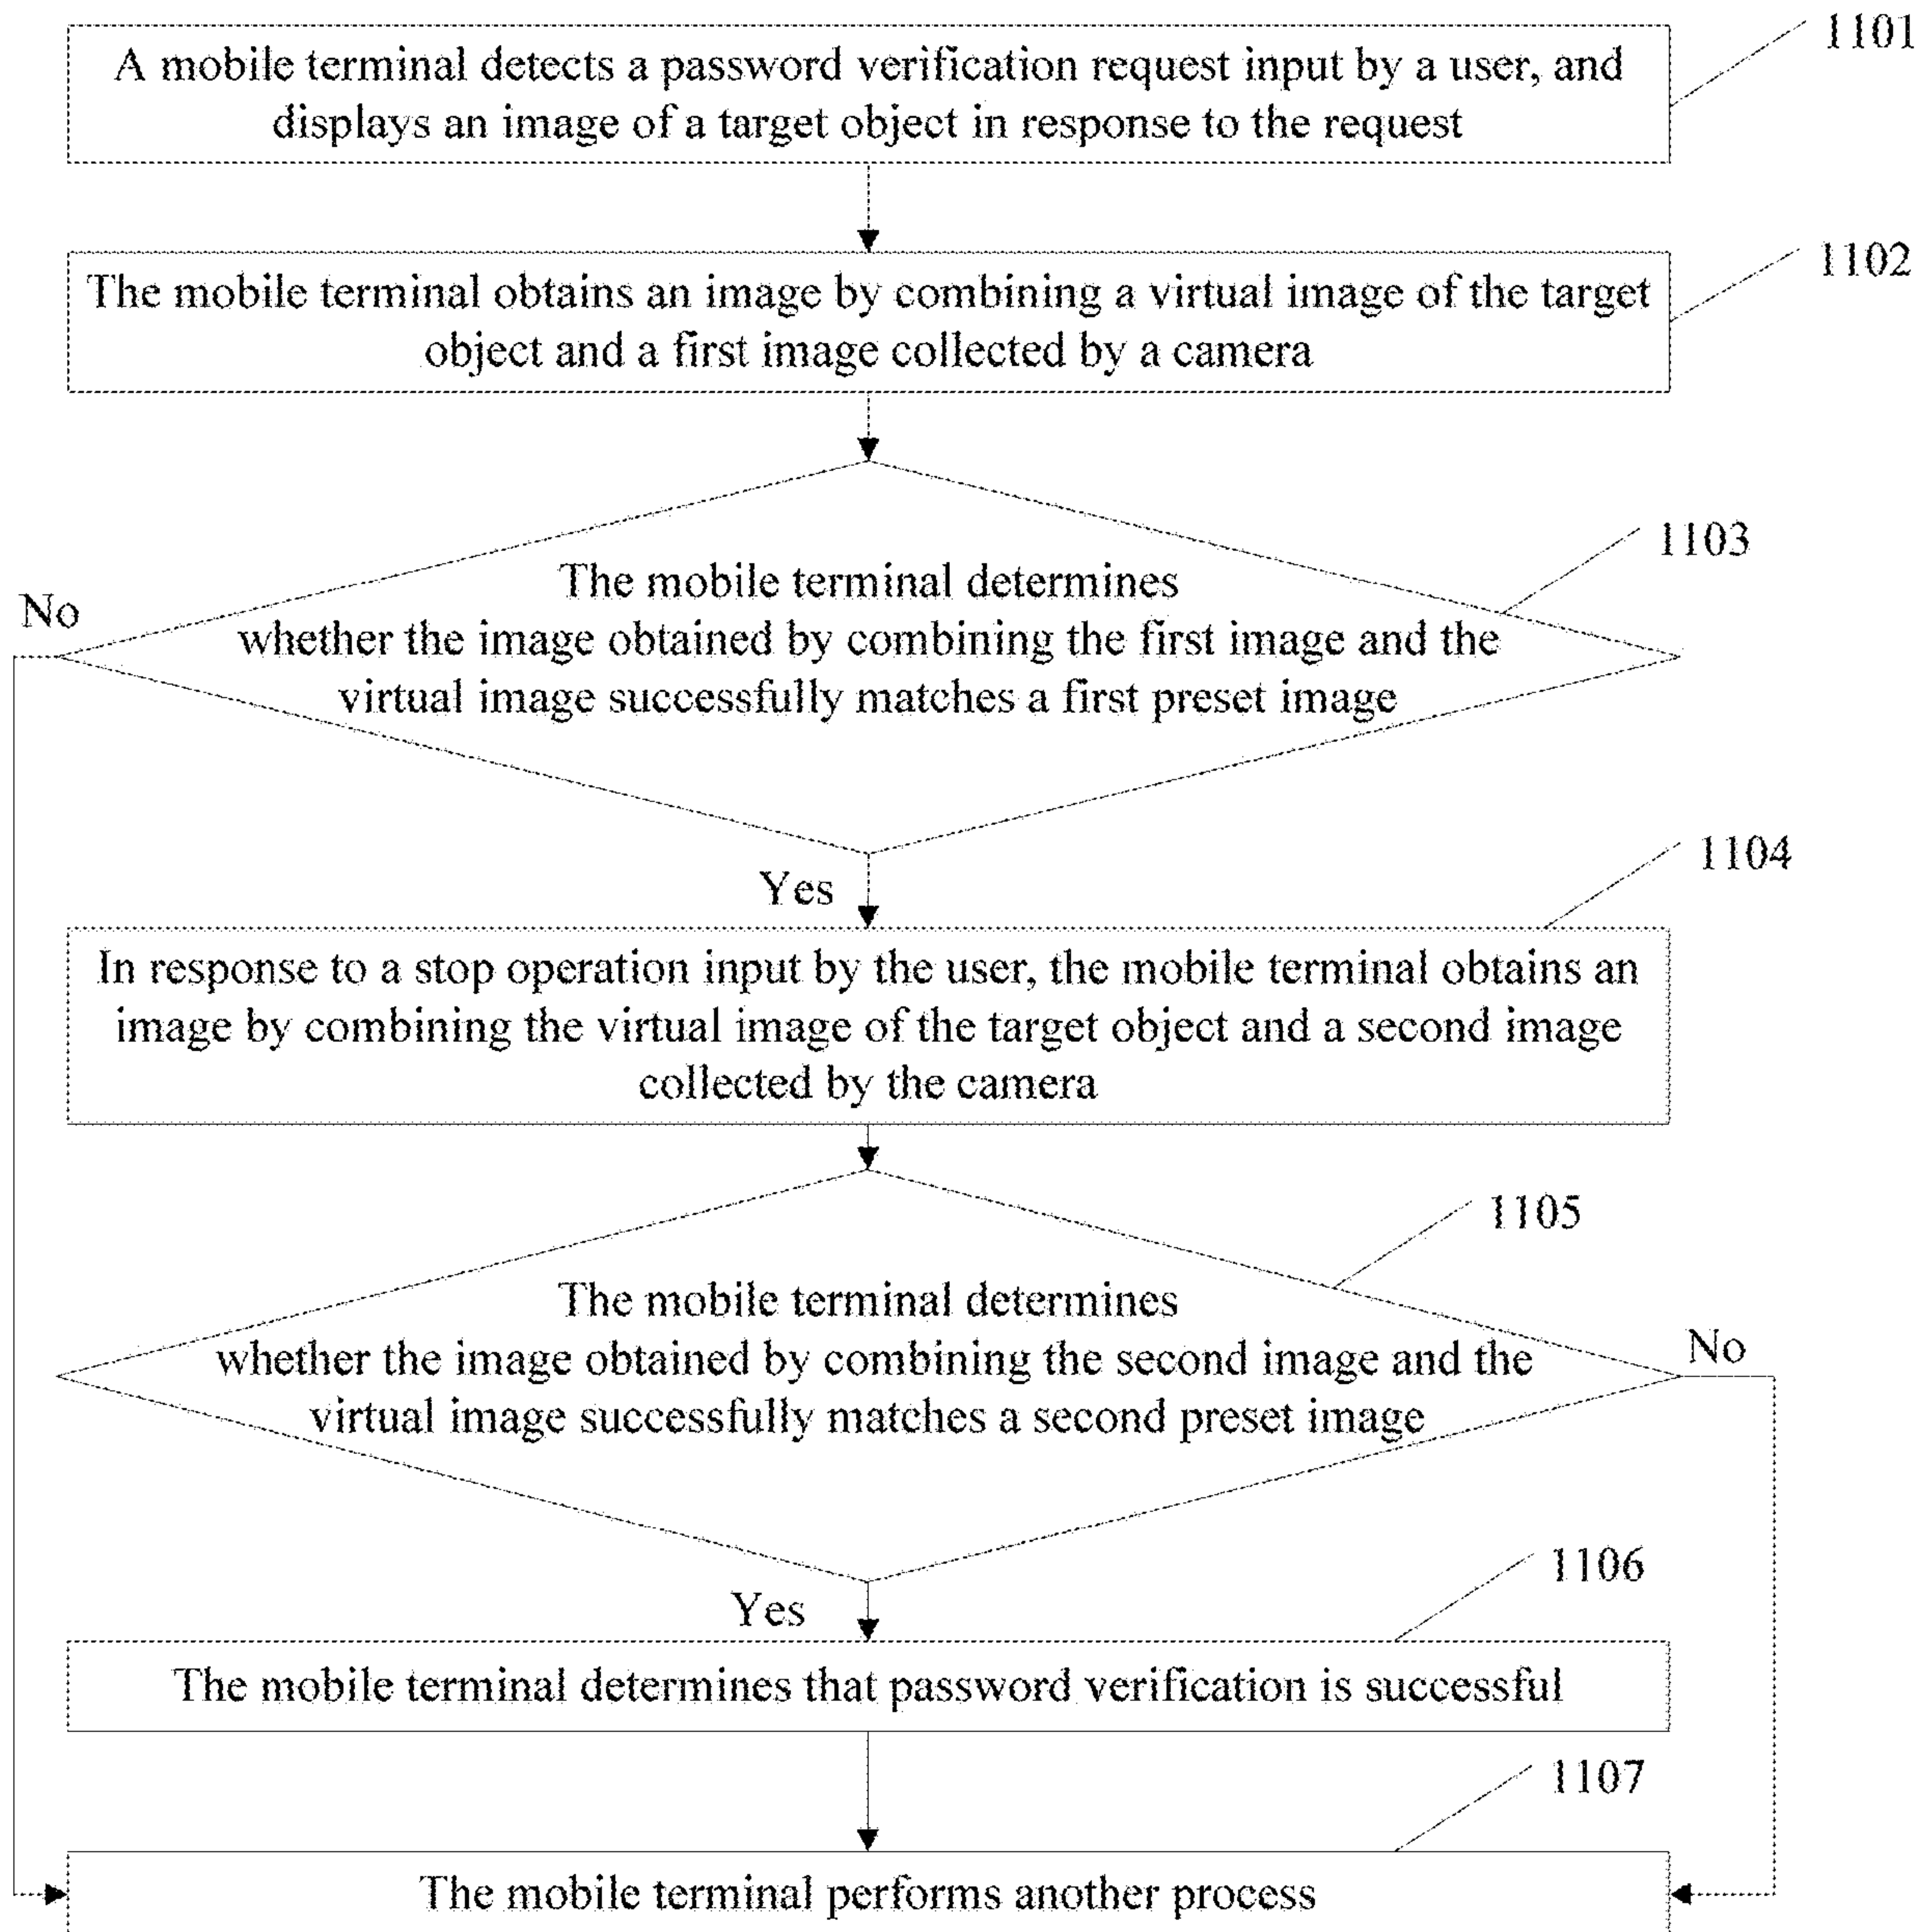 1101
A mobile terminal detects a password verification request input by a user, and
displays an image of a target object in response to the request
1102
The mobile terminal obtains an image by combining a virtual image of the target
object and a first image collected by a camera
1103
The mobile terminal determines
No
whether the image obtained by combining the first image and the
virtual image successfully matches a first preset image
1104
Yes
In response to a stop operation input by the user, the mobile terminal obtains an
image by combining the virtual image of the target object and a second image
collected by the camera
1105
The mobile terminal determines
whether the image obtained by combining the second image and the
No
virtual image successfully matches a second preset image
1106
Yes
The mobile terminal determines that password verification is successful
1107
The mobile terminal performs another process